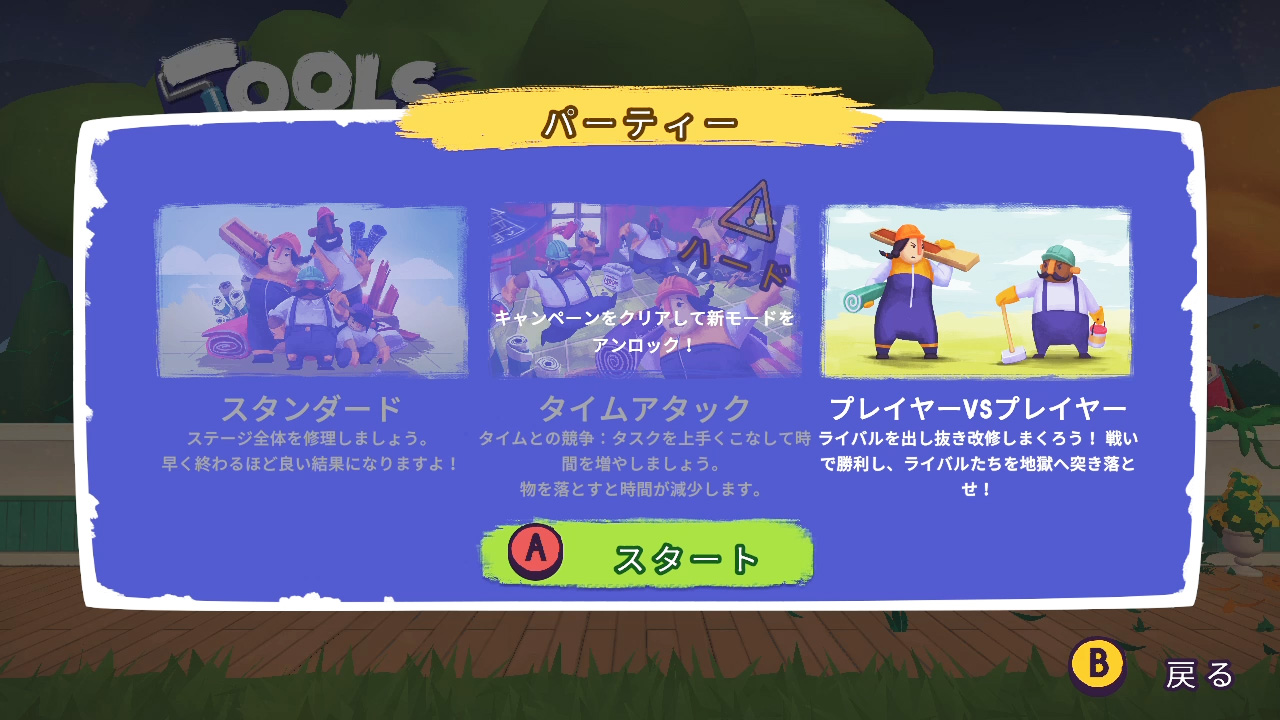 TOOLS
パーティー
ハード
キャンペーンをクリアして新モードを
アンロック！
スタンダード
ステージ全体を修理しましょう。
早く終わるほど良い結果になりますよ！
タイムアタック
タイムとの競争：タスクを上手くこなして時
間を増やしましょう。
物を落とすと時間が減少します。
プレイヤーVSプレイヤー
ライバルを出し抜き改修しまくろう！ 戦い
で勝利し、ライバルたちを地獄へ突き落と
せ！
A スタート
B 戻る